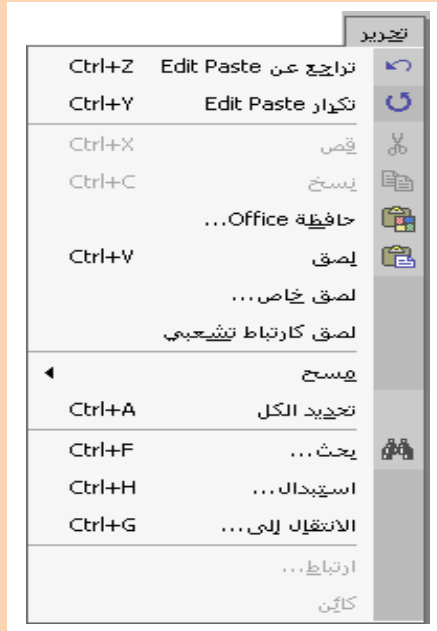 تحرير
تراجع عن Edit Paste Ctrl+Z
تكرار Edit Paste Ctrl+Y
قص Ctrl+X
نسخ Ctrl+C
حافظة Office...
لصق Ctrl+V
لصق خاص...
لصق كارتباط تشعبي
مسح
تحديد الكل Ctrl+A
بحث... Ctrl+F
استبدال... Ctrl+H
الانتقال إلى... Ctrl+G
ارتباط...
كائن